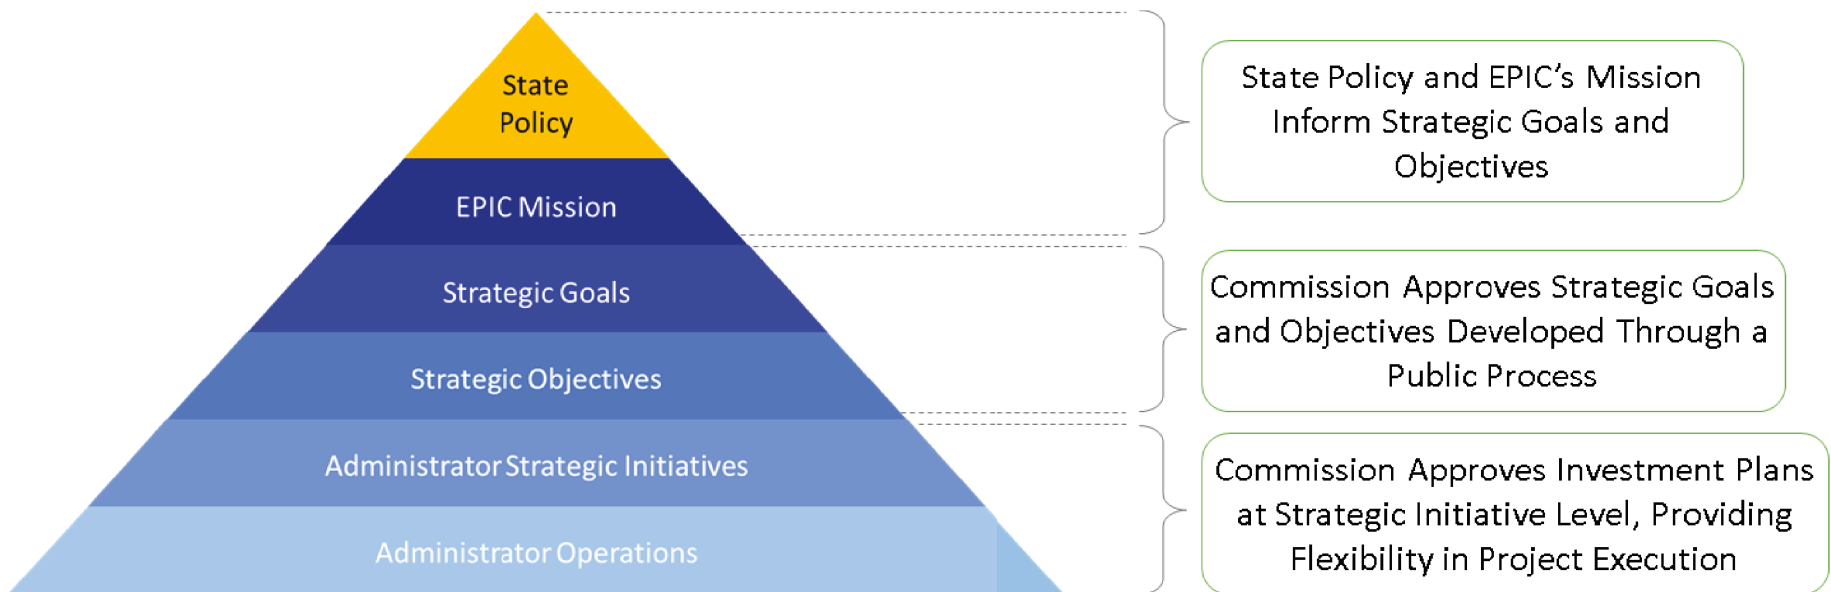 State
Policy
EPIC Mission
Strategic Goals
Strategic Objectives
Administrator Strategic Initiatives
Administrator Operations
State Policy and EPIC’s Mission
Inform Strategic Goals and
Objectives
Commission Approves Strategic Goals
and Objectives Developed Through a
Public Process
Commission Approves Investment Plans
at Strategic Initiative Level, Providing
Flexibility in Project Execution